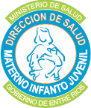 MINISTERIO DE SALUD
DIRECCION DE SALUD
MATERNO INFANTO JUVENIL
GOBIERNO DE ENTRE RIOS